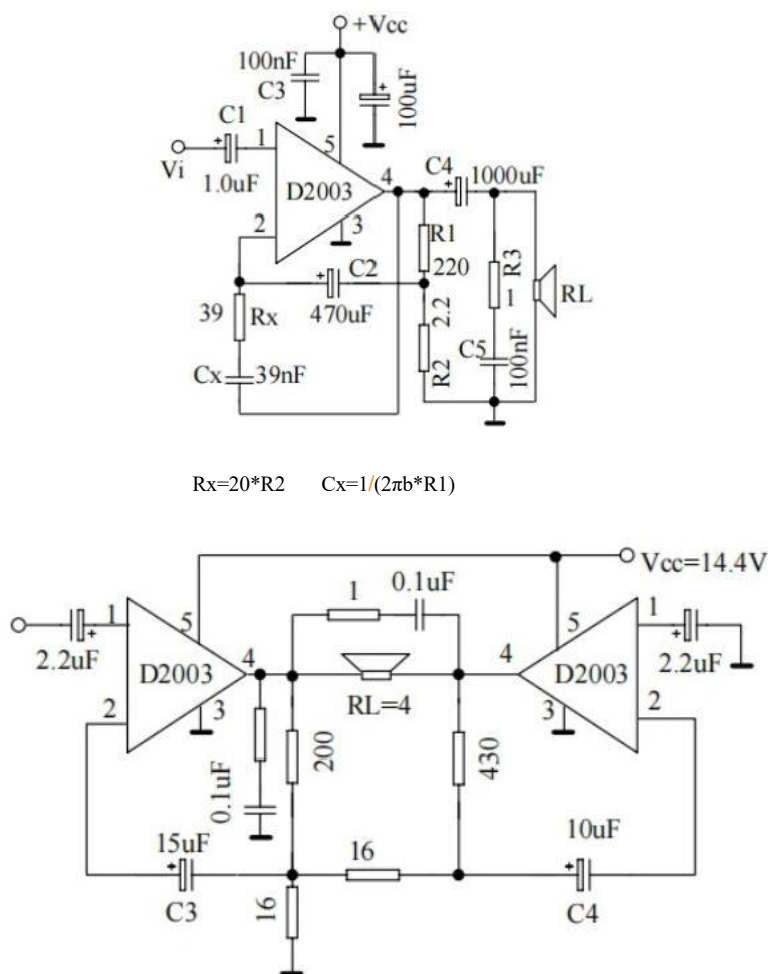 +Vcc
100nF
C3
100uF
C1
1
5
Vi
1.0uF
D2003
4
C4
1000uF
2
3
R1
220
C2
470uF
R3
1
RL
39
Rx
2.2
R2
C5
100nF
Cx
39nF
Rx=20*R2 Cx=1/(2πb*R1)
1
0.1uF
Vcc=14.4V
1
5
5
1
2.2uF
D2003
4
4
D2003
2.2uF
RL=4
2
3
3
2
200
430
0.1uF
15uF
16
10uF
C3
16
C4